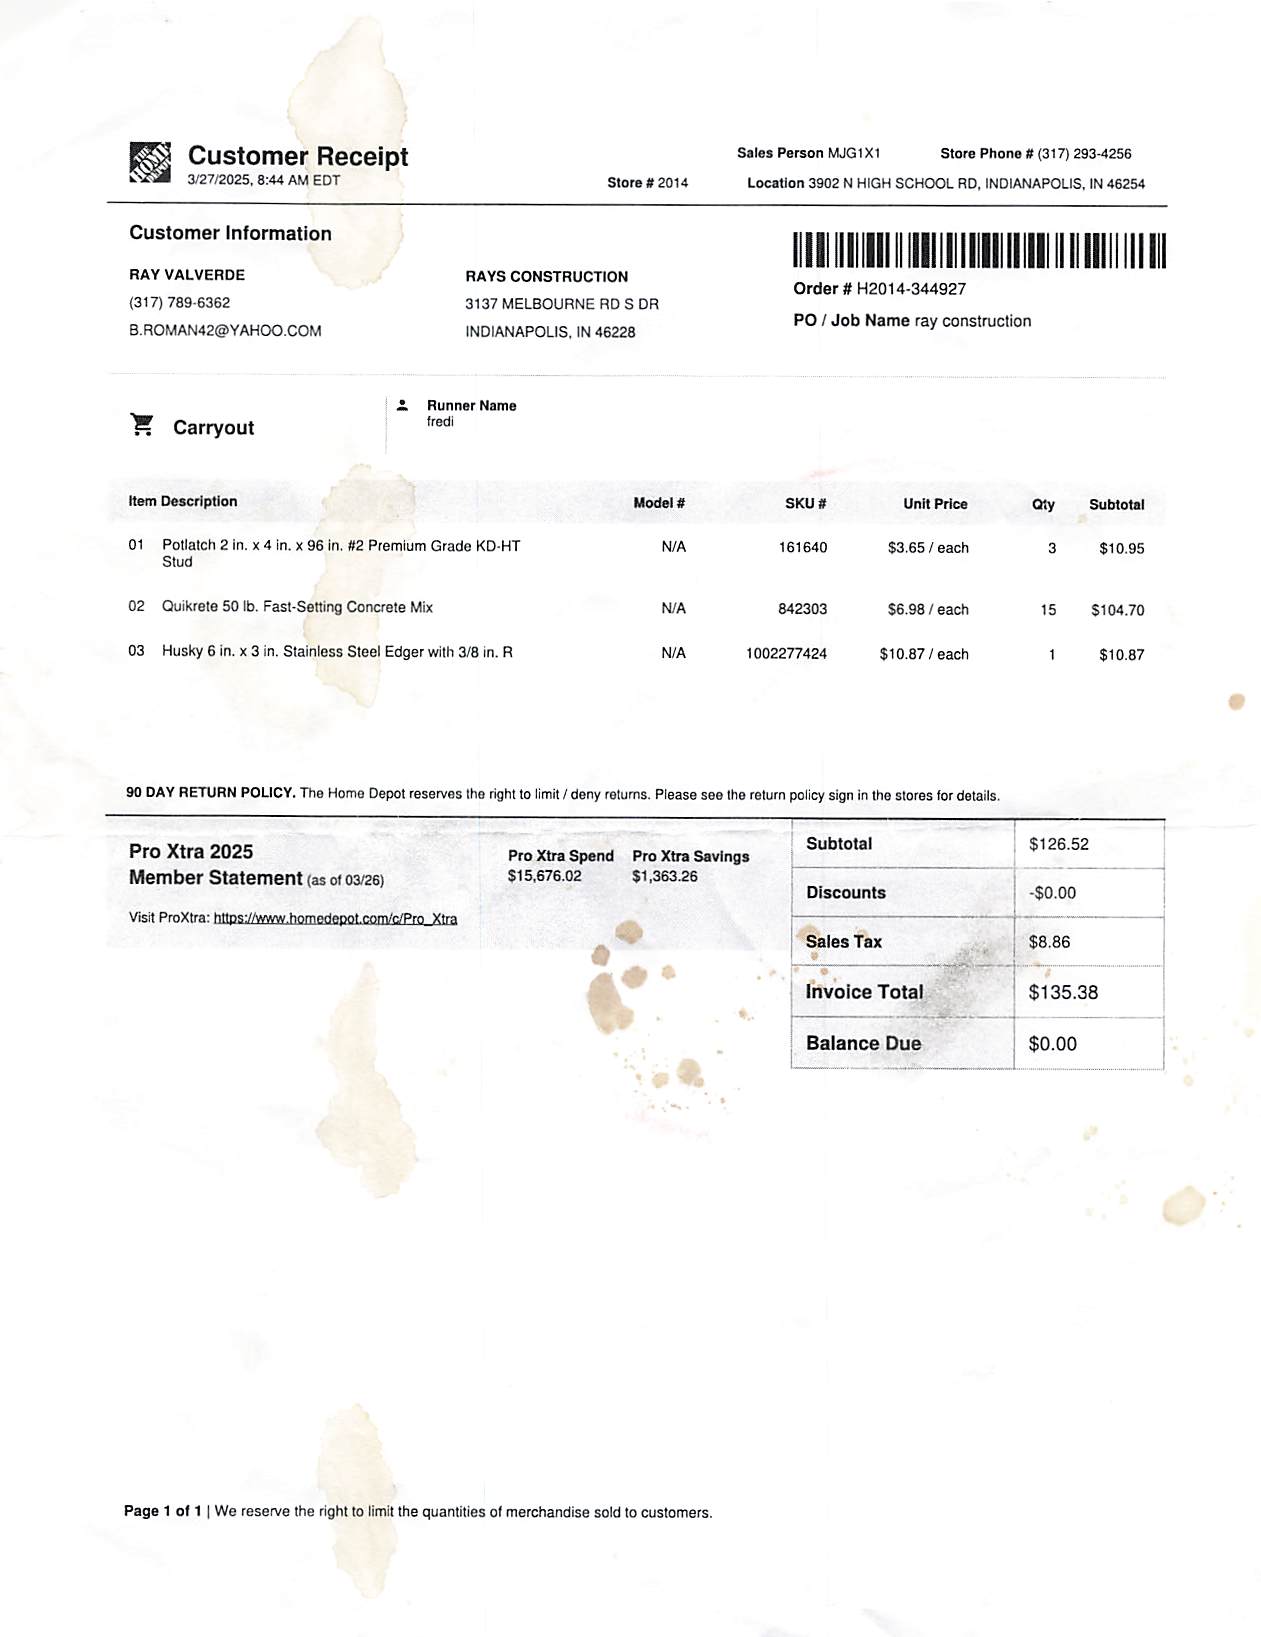 THE HOME DEPOT
Customer Receipt
3/27/2025, 8:44 AM EDT
Store # 2014
Sales Person MJG1X1 Store Phone # (317) 293-4256
Location 3902 N HIGH SCHOOL RD, INDIANAPOLIS, IN 46254
Customer Information
RAY VALVERDE
(317) 789-6362
B.ROMAN42@YAHOO.COM
RAYS CONSTRUCTION
3137 MELBOURNE RD S DR
INDIANAPOLIS, IN 46228
Order # H2014-344927
PO / Job Name ray construction
Carryout
Runner Name
fredi
Item Description Model # SKU # Unit Price Qty Subtotal
01 Potlatch 2 in. x 4 in. x 96 in. #2 Premium Grade KD-HT N/A 161640 $3.65 / each 3 $10.95
Stud
02 Quikrete 50 lb. Fast-Setting Concrete Mix N/A 842303 $6.98 / each 15 $104.70
03 Husky 6 in. x 3 in. Stainless Steel Edger with 3/8 in. R N/A 1002277424 $10.87 / each 1 $10.87
90 DAY RETURN POLICY. The Home Depot reserves the right to limit / deny returns. Please see the return policy sign in the stores for details.
Pro Xtra 2025
Member Statement (as of 03/26)
Visit ProXtra: https://www.homedepot.com/c/Pro_Xtra
Pro Xtra Spend Pro Xtra Savings
$15,676.02 $1,363.26
Subtotal $126.52
Discounts -$0.00
Sales Tax $8.86
Invoice Total $135.38
Balance Due $0.00
Page 1 of 1 | We reserve the right to limit the quantities of merchandise sold to customers.